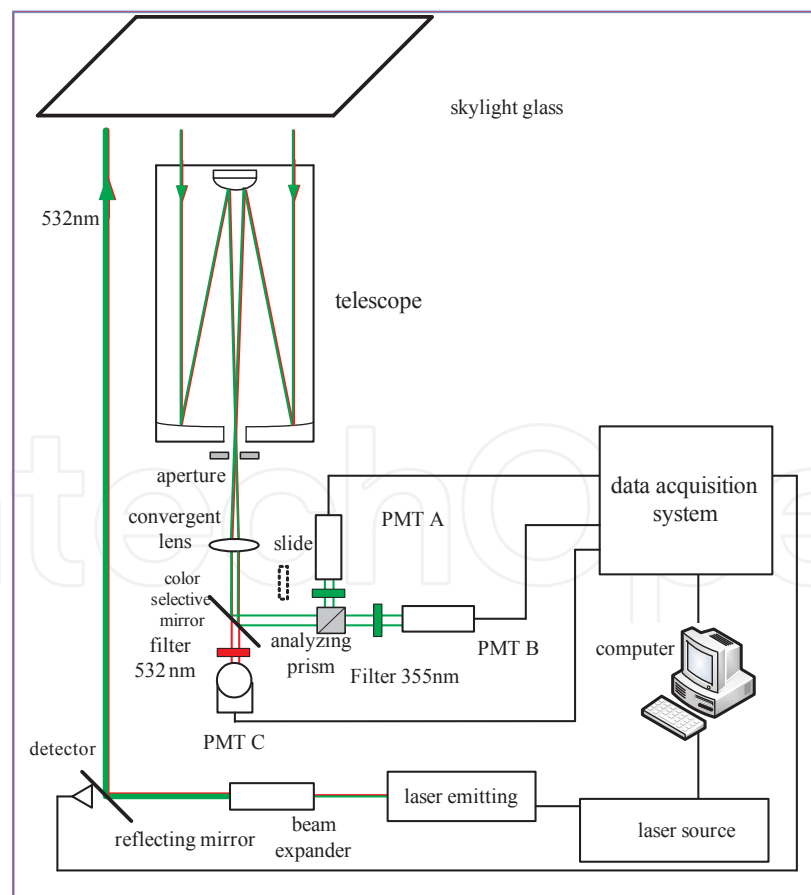 skylight glass
532nm
telescope
aperture
data acquisition
system
PMT A
convergent
lens
slide
color
selective
mirror
analyzing
prism
PMT B
computer
filter
532 nm
Filter 355nm
PMT C
detector
laser emitting
reflecting mirror
beam
expander
laser source